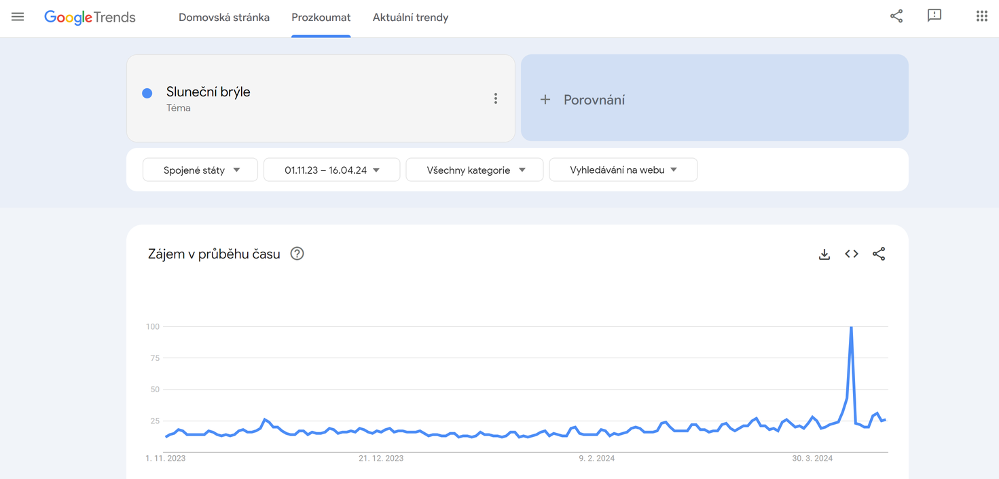 Google Trends
Domovská stránka
Prozkoumat
Aktuální trendy
Sluneční brýle
Téma
+ Porovnání
Spojené státy
01.11.23 – 16.04.24
Všechny kategorie
Vyhledávání na webu
Zájem v průběhu času
100
75
50
25
1. 11. 2023
21. 12. 2023
9. 2. 2024
30. 3. 2024